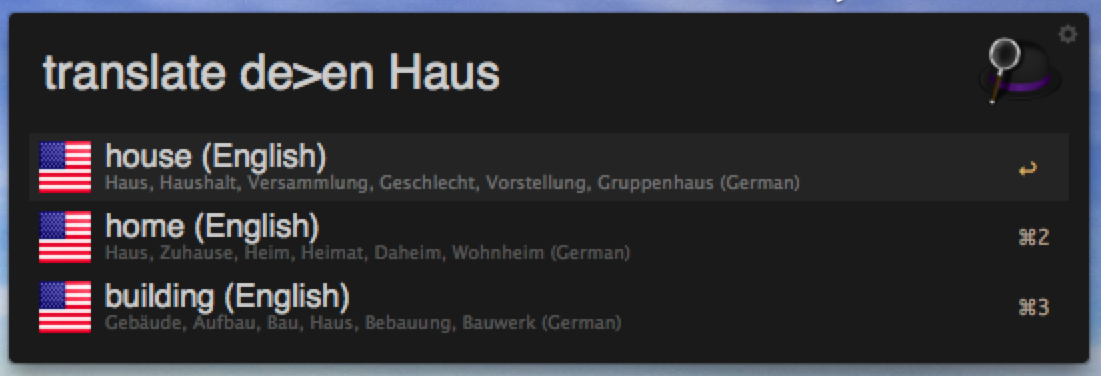 translate de>en Haus
house (English)
Haus, Haushalt, Versammlung, Geschlecht, Vorstellung, Gruppenhaus (German)
↩
home (English)
Haus, Zuhause, Heim, Heimat, Daheim, Wohnheim (German)
⌘2
building (English)
Gebäude, Aufbau, Bau, Haus, Bebauung, Bauwerk (German)
⌘3